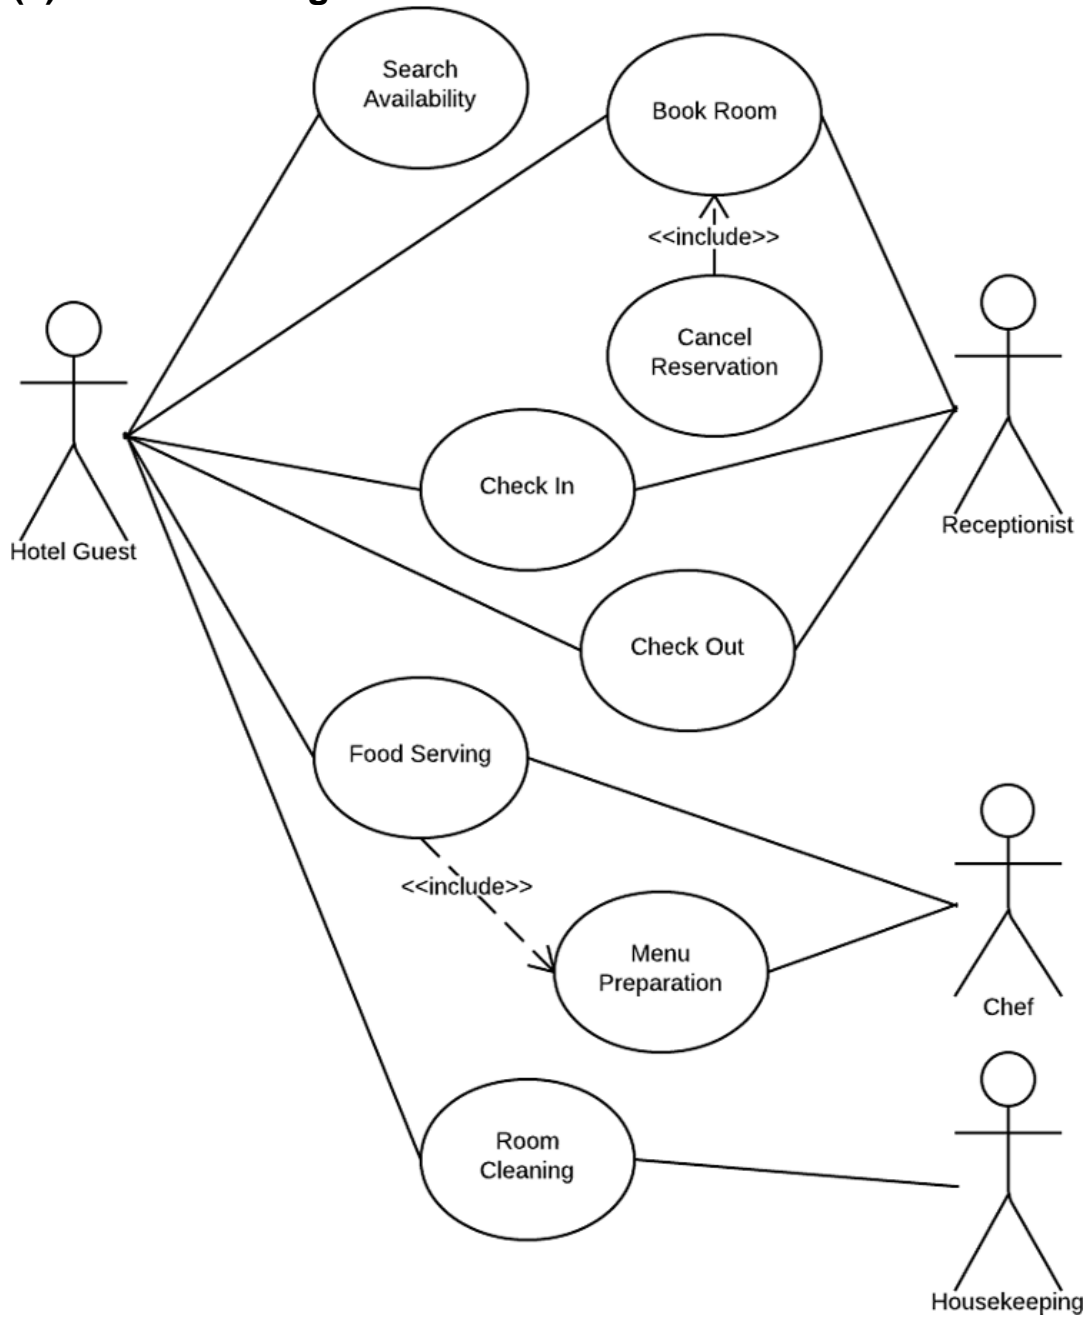 Search
Availability
Book Room
<<include>>
Cancel
Reservation
Check In
Receptionist
Hotel Guest
Check Out
Food Serving
<<include>>
Menu
Preparation
Chef
Room
Cleaning
Housekeeping